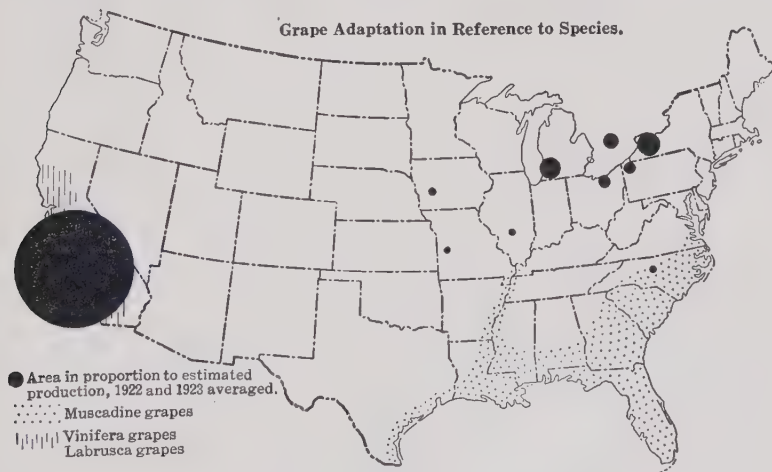 Grape Adaptation in Reference to Species.
Area in proportion to estimated
production, 1922 and 1923 averaged.
Muscadine grapes
Vinifera grapes
Labrusca grapes